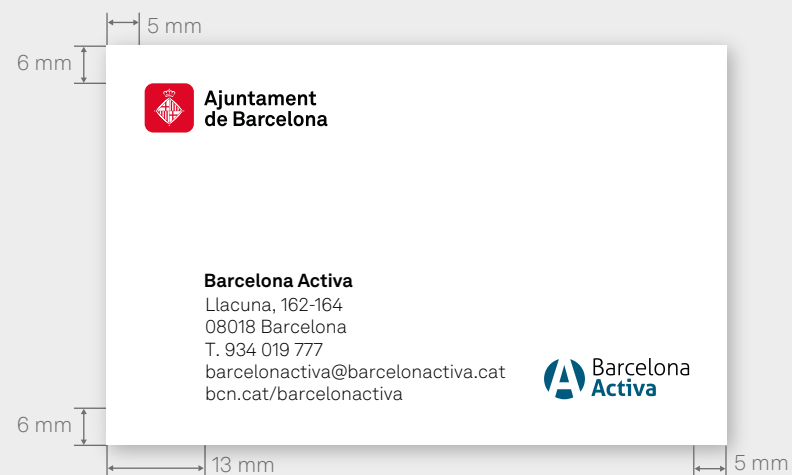 5 mm
6 mm
Ajuntament
de Barcelona
Barcelona Activa
Llacuna, 162-164
08018 Barcelona
T. 934 019 777
barcelonactiva@barcelonactiva.cat
bcn.cat/barcelonactiva
Barcelona
Activa
6 mm
13 mm
5 mm